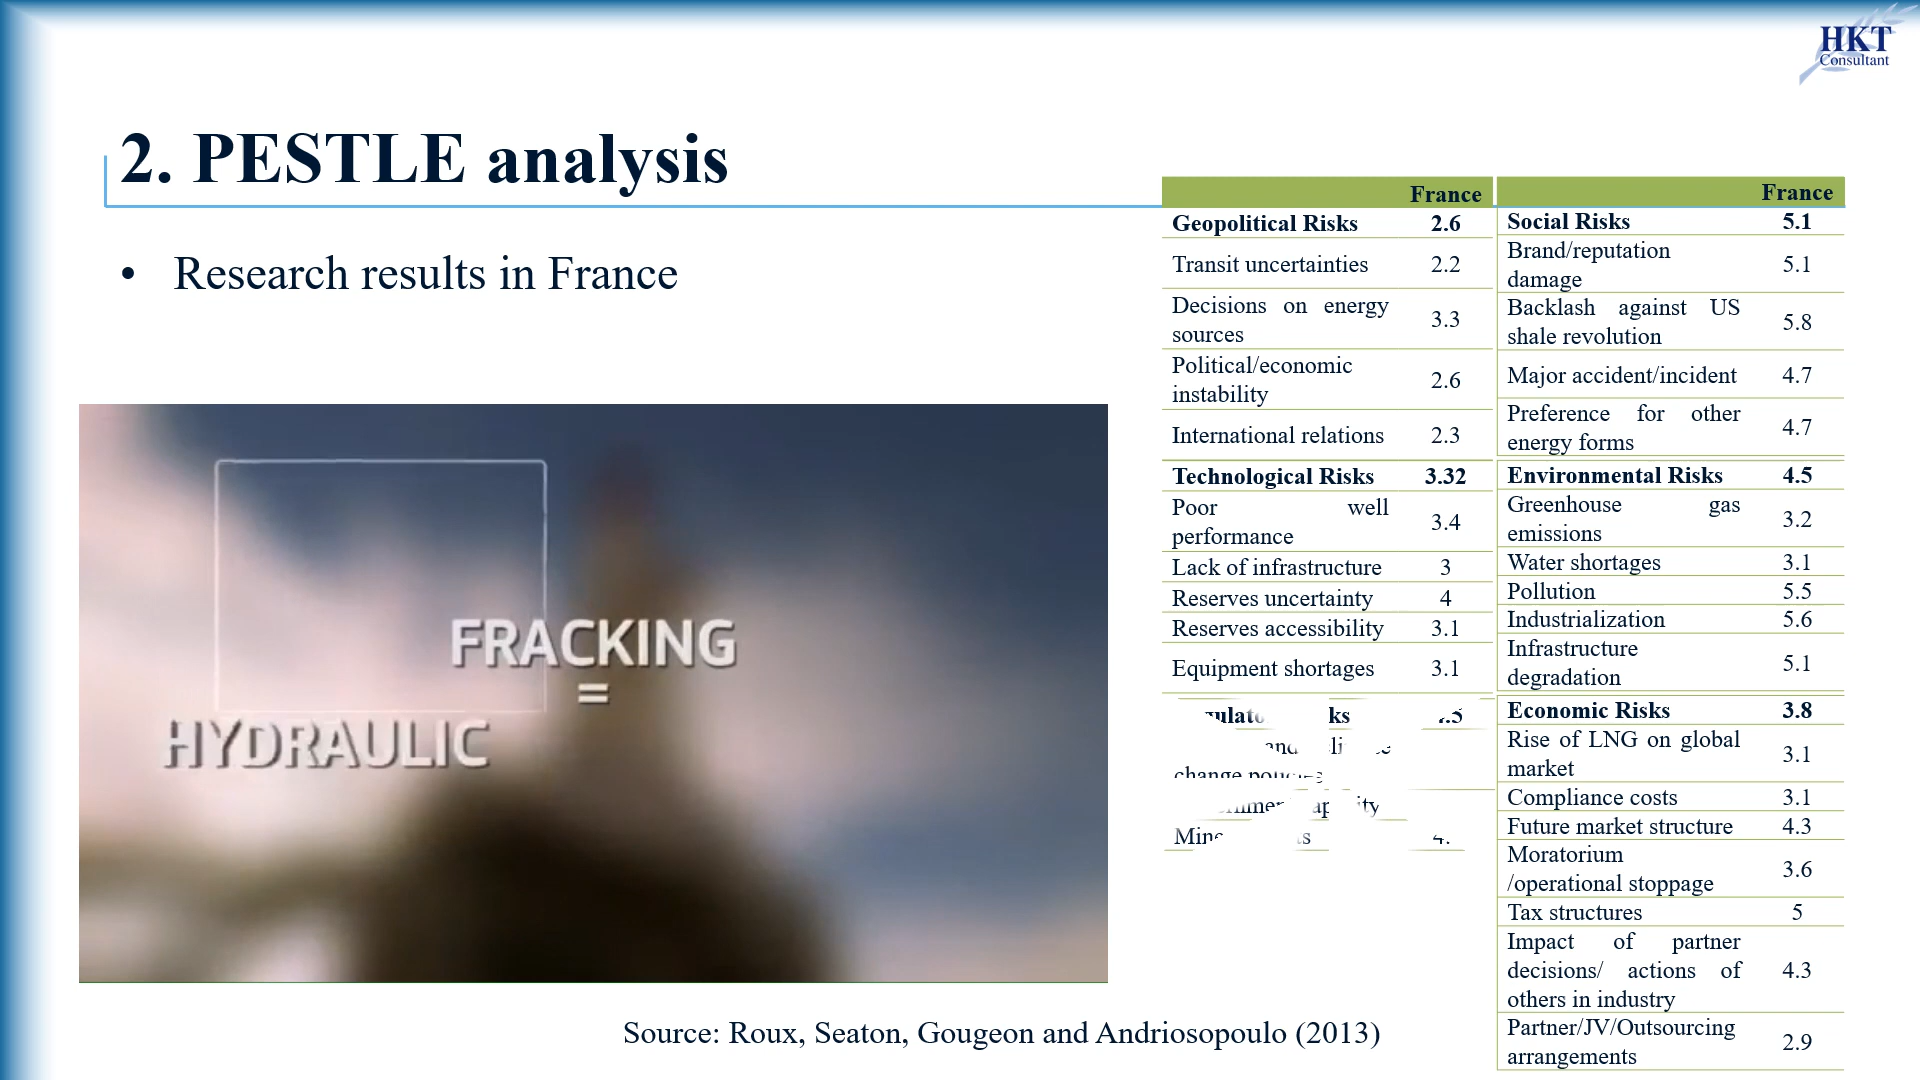 HKT
Consultant
2. PESTLE analysis
• Research results in France
FRACKING
=
HYDRAULIC
France
Geopolitical Risks 2.6
Transit uncertainties 2.2
Decisions on energy
sources 3.3
Political/economic
instability 2.6
International relations 2.3
Technological Risks 3.32
Poor well
performance 3.4
Lack of infrastructure 3
Reserves uncertainty 4
Reserves accessibility 3.1
Equipment shortages 3.1
change
France
Social Risks 5.1
Brand/reputation
damage 5.1
Backlash against US
shale revolution 5.8
Major accident/incident 4.7
Preference for other
energy forms 4.7
Environmental Risks 4.5
Greenhouse gas
emissions 3.2
Water shortages 3.1
Pollution 5.5
Industrialization 5.6
Infrastructure
degradation 5.1
Economic Risks 3.8
Rise of LNG on global
market 3.1
Compliance costs 3.1
Future market structure 4.3
Moratorium
/operational stoppage 3.6
Tax structures 5
Impact of partner
decisions/ actions of
others in industry 4.3
Partner/JV/Outsourcing
arrangements 2.9
Source: Roux, Seaton, Gougeon and Andriosopoulo (2013)